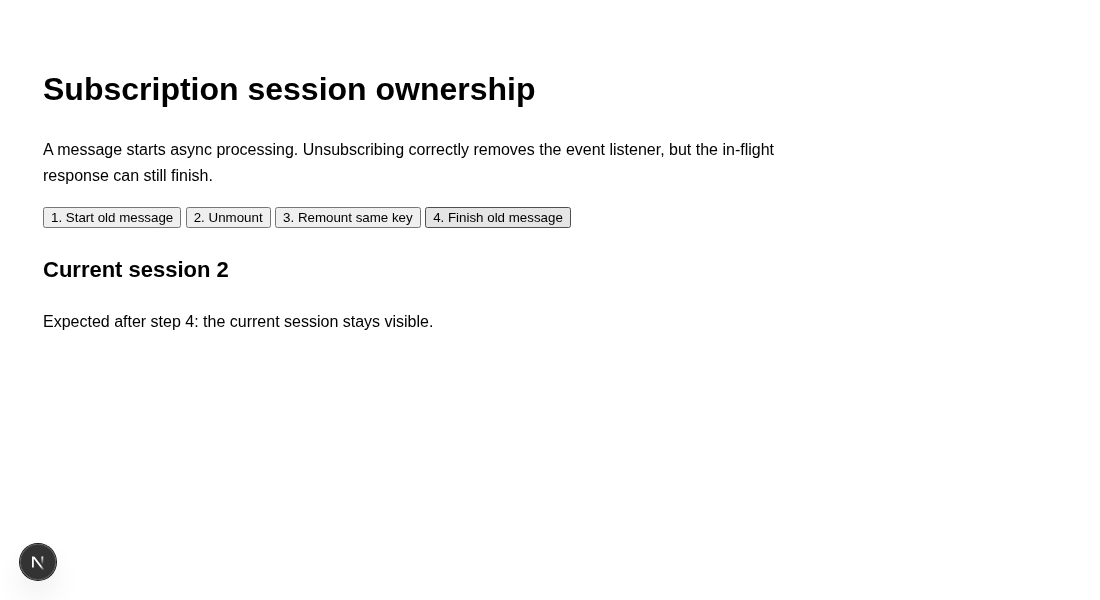 Subscription session ownership
A message starts async processing. Unsubscribing correctly removes the event listener, but the in-flight
response can still finish.
1. Start old message 2. Unmount 3. Remount same key 4. Finish old message
Current session 2
Expected after step 4: the current session stays visible.
N